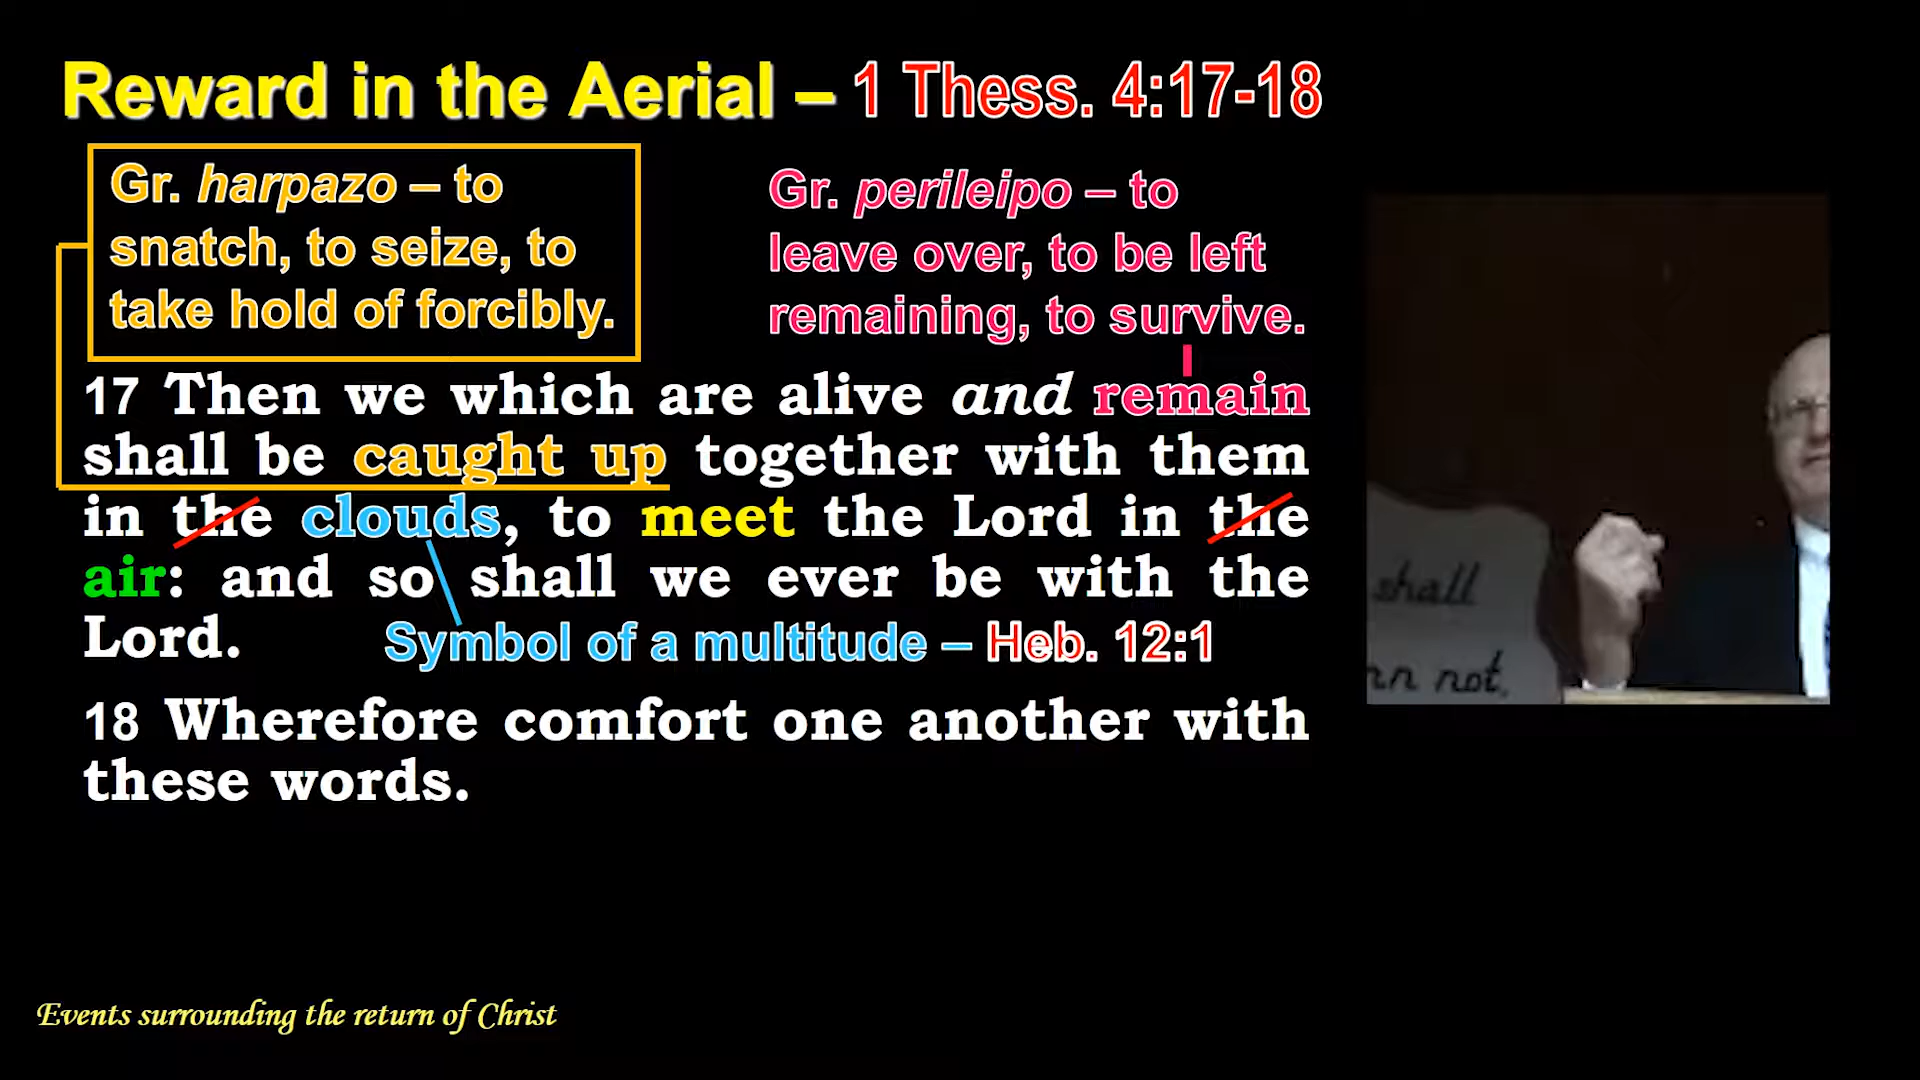 Reward in the Aerial – 1 Thess. 4:17-18
Gr. harpazo – to
snatch, to seize, to
take hold of forcibly.
Gr. perileipo – to
leave over, to be left
remaining, to survive.
17 Then we which are alive and remain
shall be caught up together with them
in the clouds, to meet the Lord in the
air: and so shall we ever be with the
Lord.
Symbol of a multitude – Heb. 12:1
18 Wherefore comfort one another with
these words.
shall
not,
Events surrounding the return of Christ